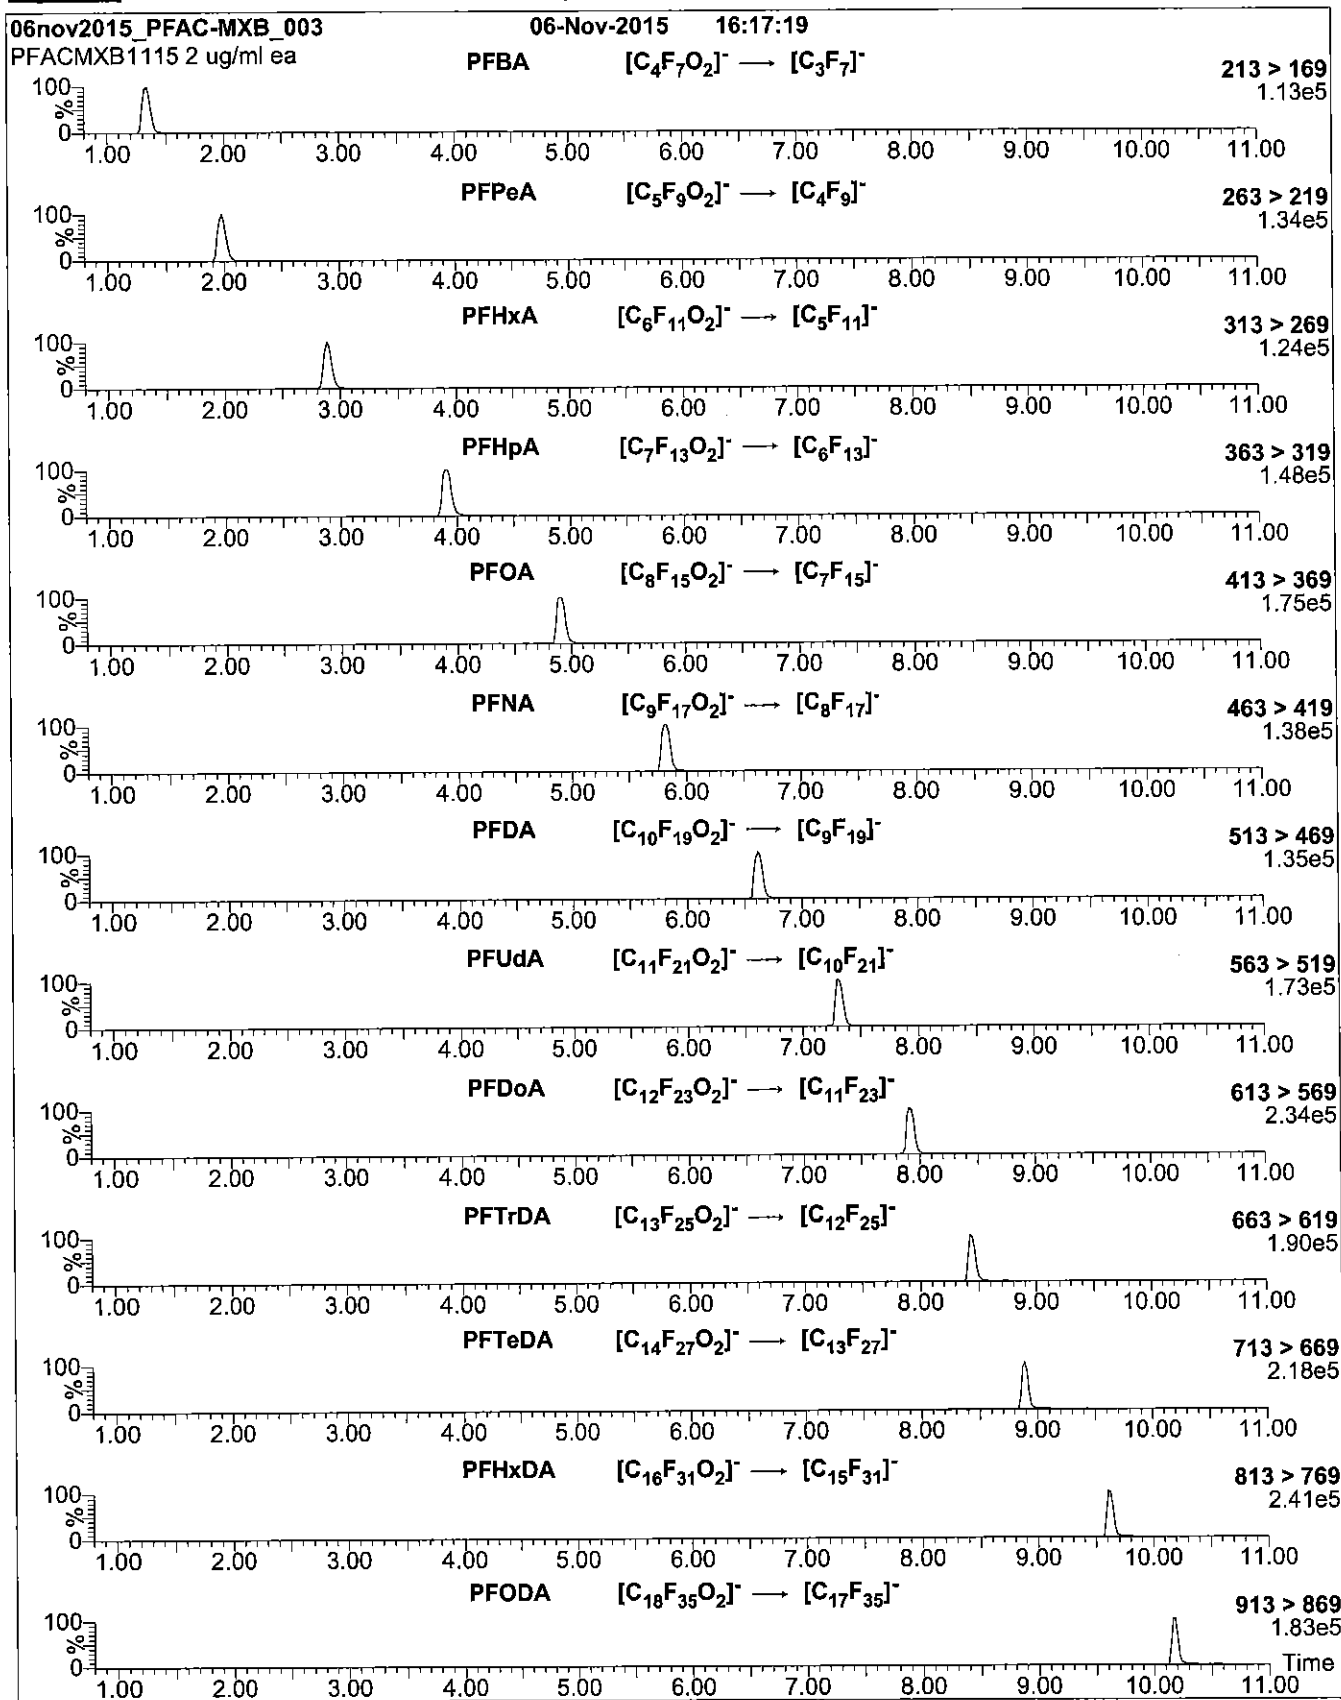 06nov2015_PFAC-MXB_003 06-Nov-2015 16:17:19
PFACMXB1115 2 ug/ml ea
PFBA [C4F7O2]- → [C3F7]- 213 > 169
1.13e5
100
%
0
1.00 2.00 3.00 4.00 5.00 6.00 7.00 8.00 9.00 10.00 11.00
PFPeA [C5F9O2]- → [C4F9]- 263 > 219
1.34e5
100
%
0
1.00 2.00 3.00 4.00 5.00 6.00 7.00 8.00 9.00 10.00 11.00
PFHxA [C6F11O2]- → [C5F11]- 313 > 269
1.24e5
100
%
0
1.00 2.00 3.00 4.00 5.00 6.00 7.00 8.00 9.00 10.00 11.00
PFHpA [C7F13O2]- → [C6F13]- 363 > 319
1.48e5
100
%
0
1.00 2.00 3.00 4.00 5.00 6.00 7.00 8.00 9.00 10.00 11.00
PFOA [C8F15O2]- → [C7F15]- 413 > 369
1.75e5
100
%
0
1.00 2.00 3.00 4.00 5.00 6.00 7.00 8.00 9.00 10.00 11.00
PFNA [C9F17O2]- → [C8F17]- 463 > 419
1.38e5
100
%
0
1.00 2.00 3.00 4.00 5.00 6.00 7.00 8.00 9.00 10.00 11.00
PFDA [C10F19O2]- → [C9F19]- 513 > 469
1.35e5
100
%
0
1.00 2.00 3.00 4.00 5.00 6.00 7.00 8.00 9.00 10.00 11.00
PFUdA [C11F21O2]- → [C10F21]- 563 > 519
1.73e5
100
%
0
1.00 2.00 3.00 4.00 5.00 6.00 7.00 8.00 9.00 10.00 11.00
PFDoA [C12F23O2]- → [C11F23]- 613 > 569
2.34e5
100
%
0
1.00 2.00 3.00 4.00 5.00 6.00 7.00 8.00 9.00 10.00 11.00
PFTrDA [C13F25O2]- → [C12F25]- 663 > 619
1.90e5
100
%
0
1.00 2.00 3.00 4.00 5.00 6.00 7.00 8.00 9.00 10.00 11.00
PFTeDA [C14F27O2]- → [C13F27]- 713 > 669
2.18e5
100
%
0
1.00 2.00 3.00 4.00 5.00 6.00 7.00 8.00 9.00 10.00 11.00
PFHxDA [C16F31O2]- → [C15F31]- 813 > 769
2.41e5
100
%
0
1.00 2.00 3.00 4.00 5.00 6.00 7.00 8.00 9.00 10.00 11.00
PFODA [C18F35O2]- → [C17F35]- 913 > 869
1.83e5
100
%
0
Time
1.00 2.00 3.00 4.00 5.00 6.00 7.00 8.00 9.00 10.00 11.00